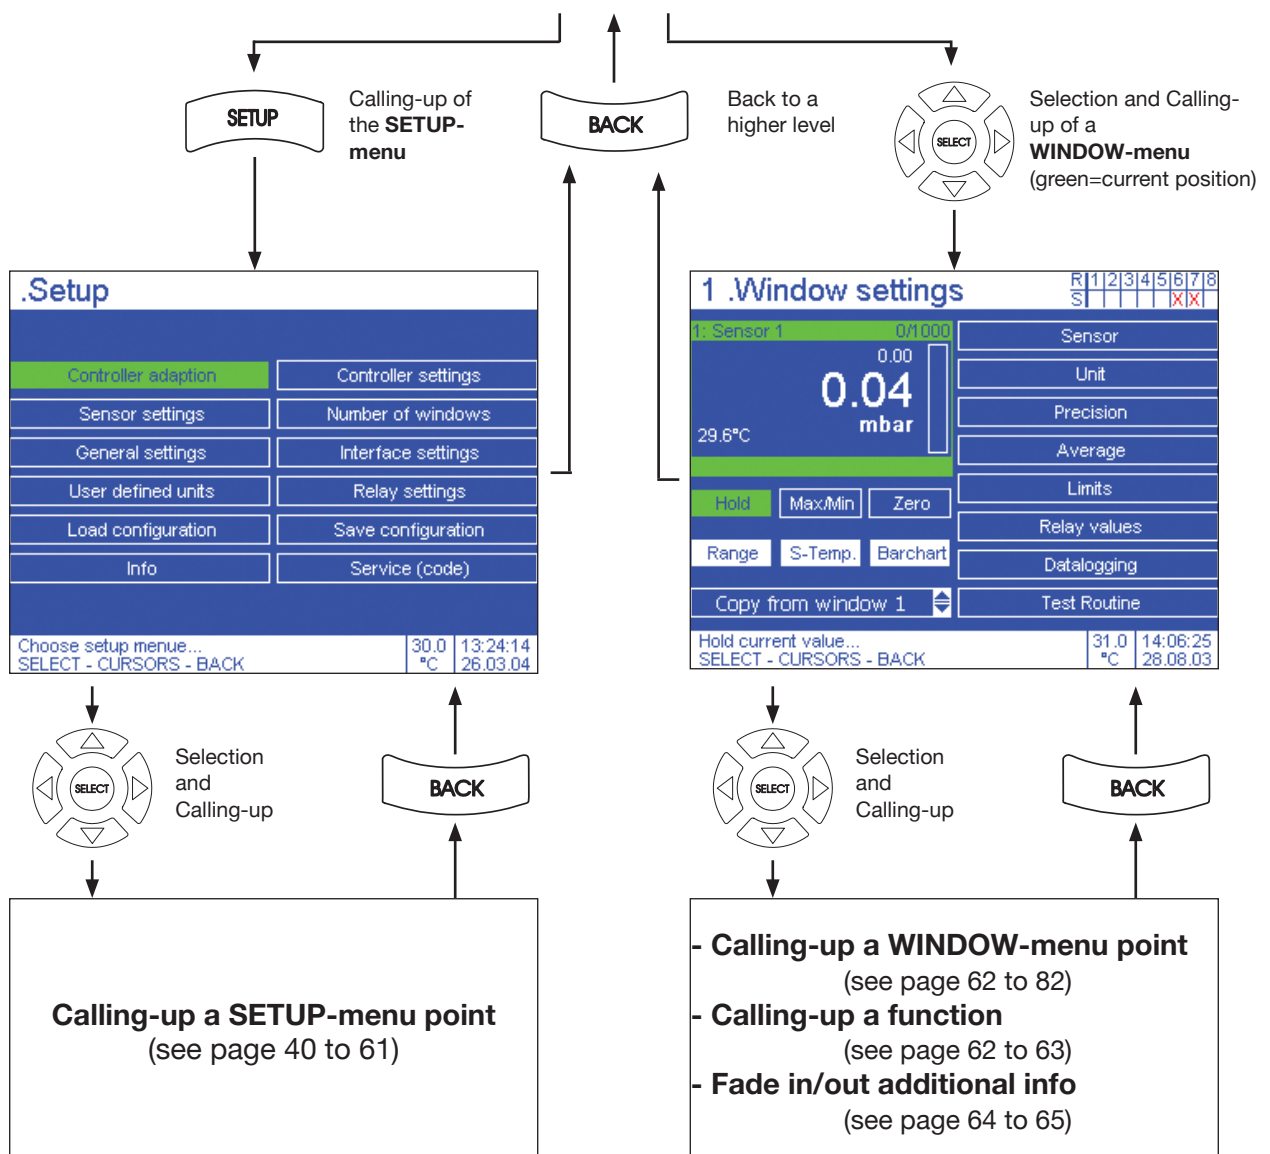 SETUP
Calling-up of
the SETUP-
menu
BACK
Back to a
higher level
SELECT
Selection and Calling-
up of a
WINDOW-menu
(green=current position)
.Setup
Controller adaption
Controller settings
Sensor settings
Number of windows
General settings
Interface settings
User defined units
Relay settings
Load configuration
Save configuration
Info
Service (code)
Choose setup menue...
SELECT - CURSORS - BACK
30.0
°C
13:24:14
26.03.04
1 .Window settings
R 1 2 3 4 5 6 7 8
S X X
1: Sensor 1 0/1000
0.00
0.04
mbar
29.6°C
Hold
Max/Min
Zero
Range
S-Temp.
Barchart
Copy from window 1
Sensor
Unit
Precision
Average
Limits
Relay values
Datalogging
Test Routine
Hold current value...
SELECT - CURSORS - BACK
31.0
°C
14:06:25
28.08.03
SELECT
Selection
and
Calling-up
BACK
SELECT
Selection
and
Calling-up
BACK
Calling-up a SETUP-menu point
(see page 40 to 61)
- Calling-up a WINDOW-menu point
(see page 62 to 82)
- Calling-up a function
(see page 62 to 63)
- Fade in/out additional info
(see page 64 to 65)